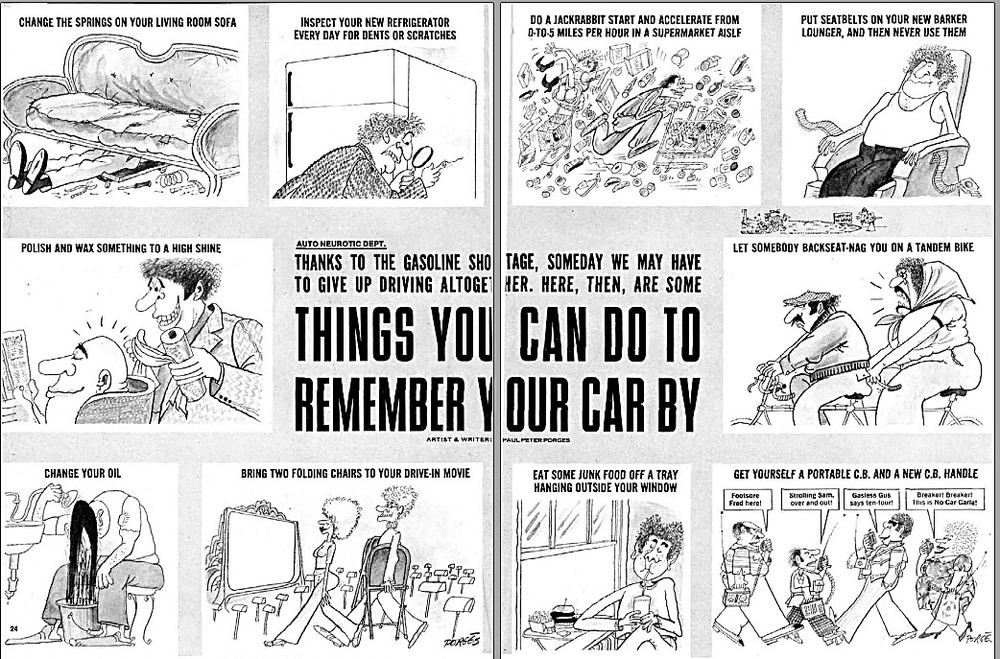 CHANGE THE SPRINGS ON YOUR LIVING ROOM SOFA
INSPECT YOUR NEW REFRIGERATOR
EVERY DAY FOR DENTS OR SCRATCHES
DO A JACKRABBIT START AND ACCELERATE FROM
0-TO-5 MILES PER HOUR IN A SUPERMARKET AISLE
PUT SEATBELTS ON YOUR NEW BARKER
LOUNGER, AND THEN NEVER USE THEM
POLISH AND WAX SOMETHING TO A HIGH SHINE
AUTO NEUROTIC DEPT.
THANKS TO THE GASOLINE SHO TAGE, SOMEDAY WE MAY HAVE
TO GIVE UP DRIVING ALTOGET HER. HERE, THEN, ARE SOME
THINGS YOU CAN DO TO
REMEMBER YOUR CAR BY
ARTIST & WRITER: PAUL PETER PORGES
LET SOMEBODY BACKSEAT-NAG YOU ON A TANDEM BIKE
CHANGE YOUR OIL
BRING TWO FOLDING CHAIRS TO YOUR DRIVE-IN MOVIE
EAT SOME JUNK FOOD OFF A TRAY
HANGING OUTSIDE YOUR WINDOW
GET YOURSELF A PORTABLE C.B. AND A NEW C.B. HANDLE
Footsore
Fred here!
Strolling Sam,
over and out!
Gasless Gus
says ten-four!
Breaker! Breaker!
This is No-Car Carla!
24
PORGES
PORGE